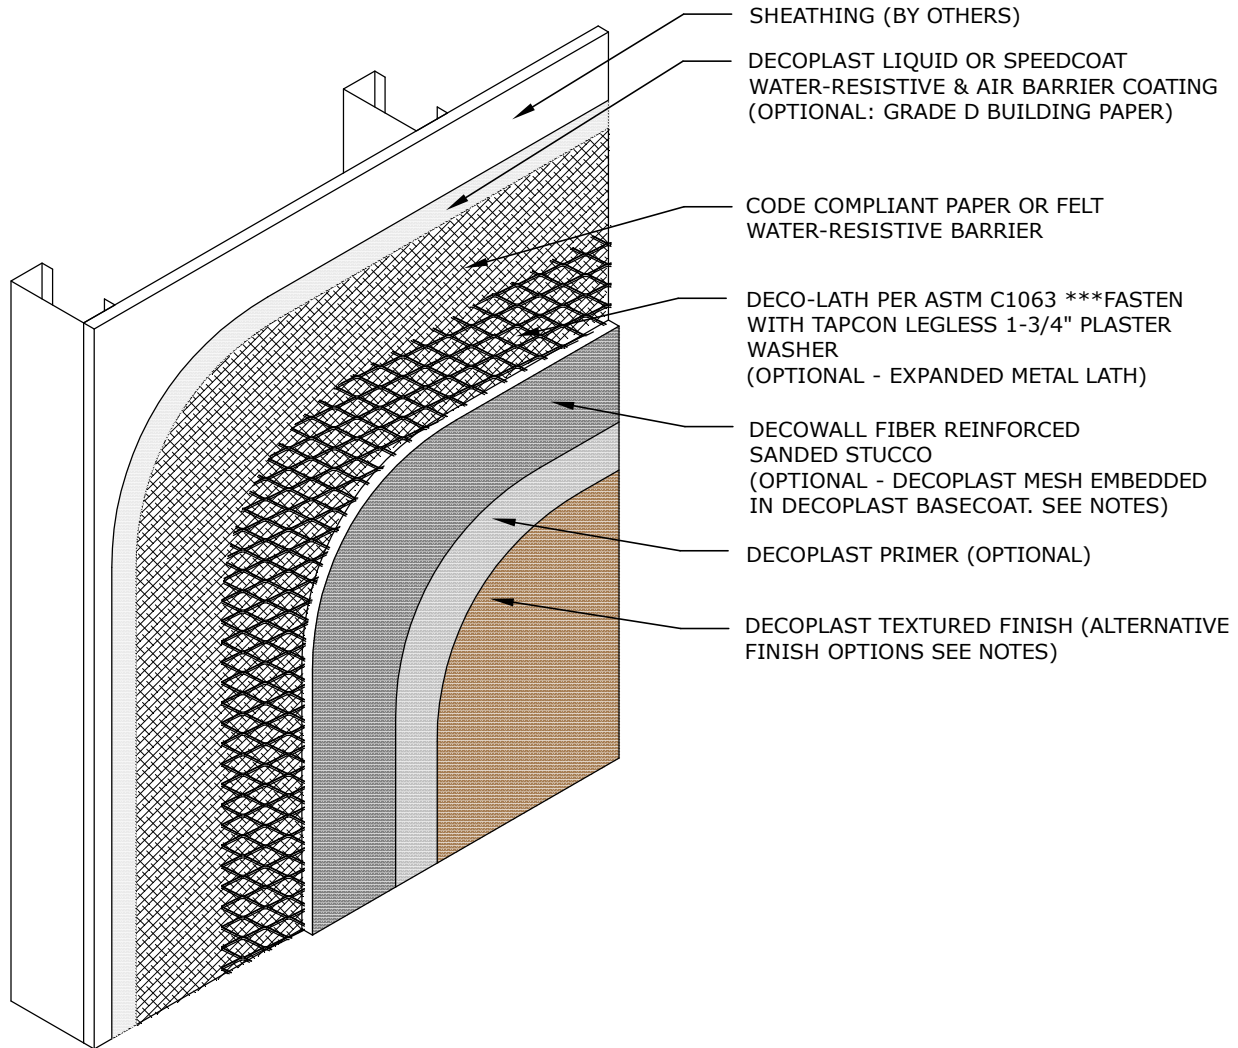 SHEATHING (BY OTHERS)
DECOPLAST LIQUID OR SPEEDCOAT
WATER-RESISTIVE & AIR BARRIER COATING
(OPTIONAL: GRADE D BUILDING PAPER)
CODE COMPLIANT PAPER OR FELT
WATER-RESISTIVE BARRIER
DECO-LATH PER ASTM C1063 ***FASTEN
WITH TAPCON LEGLESS 1-3/4" PLASTER
WASHER
(OPTIONAL - EXPANDED METAL LATH)
DECOWALL FIBER REINFORCED
SANDED STUCCO
(OPTIONAL - DECOPLAST MESH EMBEDDED
IN DECOPLAST BASECOAT. SEE NOTES)
DECOPLAST PRIMER (OPTIONAL)
DECOPLAST TEXTURED FINISH (ALTERNATIVE
FINISH OPTIONS SEE NOTES)